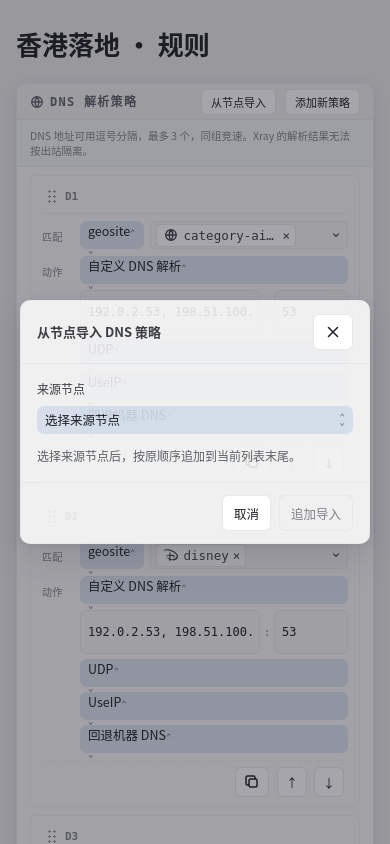 香港落地 · 规则
DNS 解析策略
从节点导入
添加新策略
DNS 地址可用逗号分隔，最多 3 个，同组竞速。Xray 的解析结果无法
按出站隔离。
D1
匹配
geosite
category-ai… ×
动作
自定义 DNS 解析
192.0.2.53, 198.51.100. : 53
从节点导入 DNS 策略
×
UDP
UseIP
来源节点
回退机器 DNS
选择来源节点
选择来源节点后，按原顺序追加到当前列表末尾。
↓
取消
追加导入
D2
匹配
geosite
disney ×
动作
自定义 DNS 解析
192.0.2.53, 198.51.100. : 53
UDP
UseIP
回退机器 DNS
↑ ↓
D3